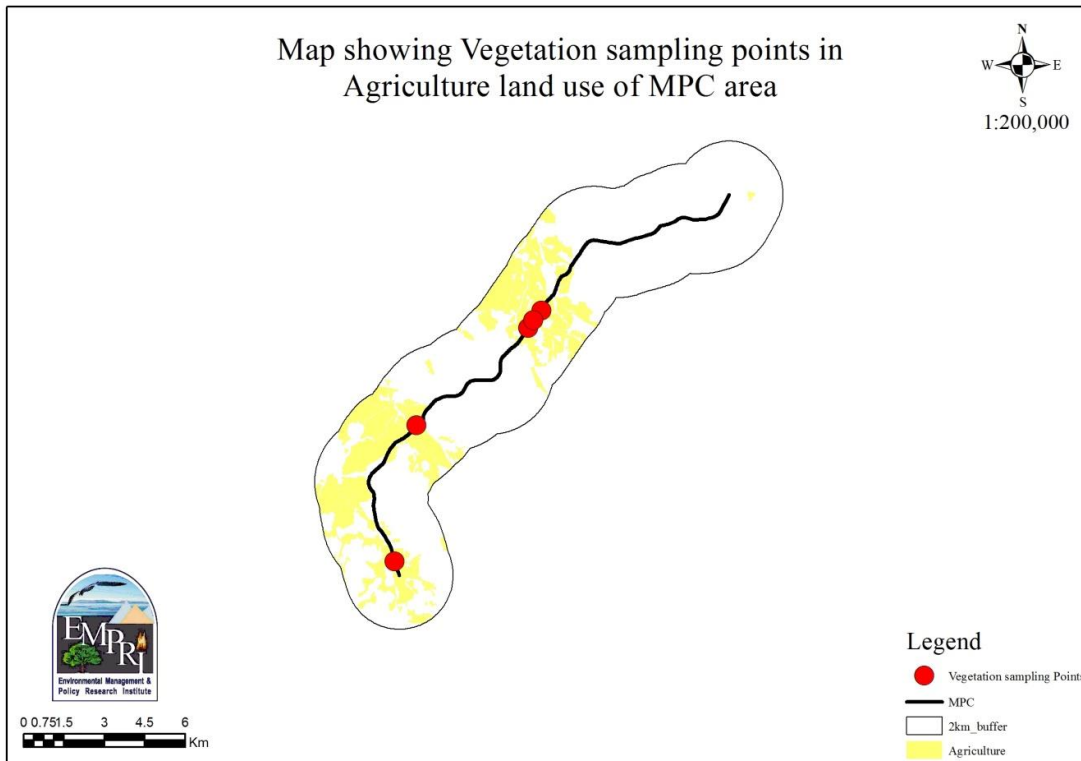 Map showing Vegetation sampling points in
Agriculture land use of MPC area
N
W E
S
1:200,000
EMPRI
Environmental Management &
Policy Research Institute
0 0.75 1.5 3 4.5 6
Km
Legend
Vegetation sampling Points
MPC
2km_buffer
Agriculture